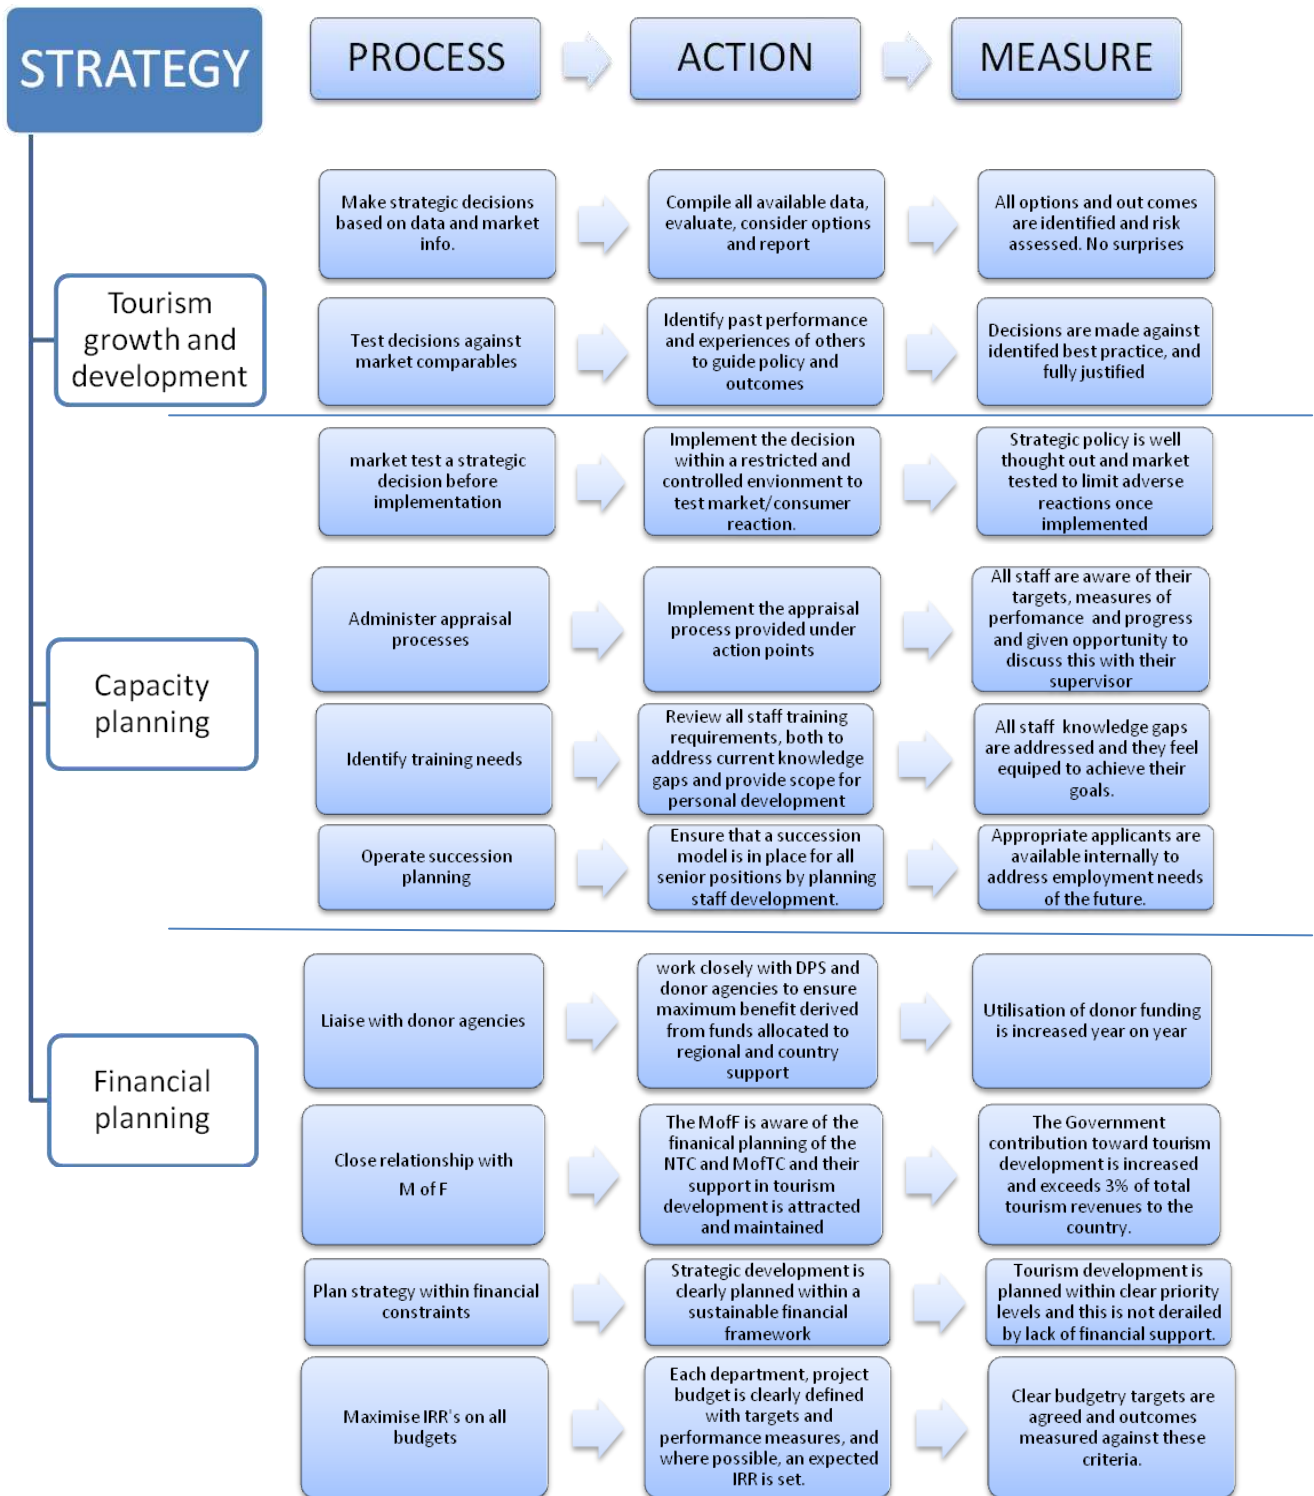 STRATEGY
PROCESS
ACTION
MEASURE
Tourism
growth and
development
Make strategic decisions
based on data and market
info.
Compile all available data,
evaluate, consider options
and report
All options and out comes
are identified and risk
assessed. No surprises
Test decisions against
market comparables
Identify past performance
and experiences of others
to guide policy and
outcomes
Decisions are made against
identifed best practice, and
fully justified
market test a strategic
decision before
implementation
Implement the decision
within a restricted and
controlled envionment to
test market/consumer
reaction.
Strategic policy is well
thought out and market
tested to limit adverse
reactions once
implemented
Capacity
planning
Administer appraisal
processes
Implement the appraisal
process provided under
action points
All staff are aware of their
targets, measures of
perfomance and progress
and given opportunity to
discuss this with their
supervisor
Identify training needs
Review all staff training
requirements, both to
address current knowledge
gaps and provide scope for
personal development
All staff knowledge gaps
are addressed and they feel
equiped to achieve their
goals.
Operate succession
planning
Ensure that a succession
model is in place for all
senior positions by planning
staff development.
Appropriate applicants are
available internally to
address employment needs
of the future.
Financial
planning
Liaise with donor agencies
work closely with DPS and
donor agencies to ensure
maximum benefit derived
from funds allocated to
regional and country
support
Utilisation of donor funding
is increased year on year
Close relationship with
M of F
The MofF is aware of the
finanical planning of the
NTC and MofTC and their
support in tourism
development is attracted
and maintained
The Government
contribution toward tourism
development is increased
and exceeds 3% of total
tourism revenues to the
country.
Plan strategy within financial
constraints
Strategic development is
clearly planned within a
sustainable financial
framework
Tourism development is
planned within clear priority
levels and this is not derailed
by lack of financial support.
Maximise IRR's on all
budgets
Each department, project
budget is clearly defined
with targets and
performance measures, and
where possible, an expected
IRR is set.
Clear budgetry targets are
agreed and outcomes
measured against these
criteria.